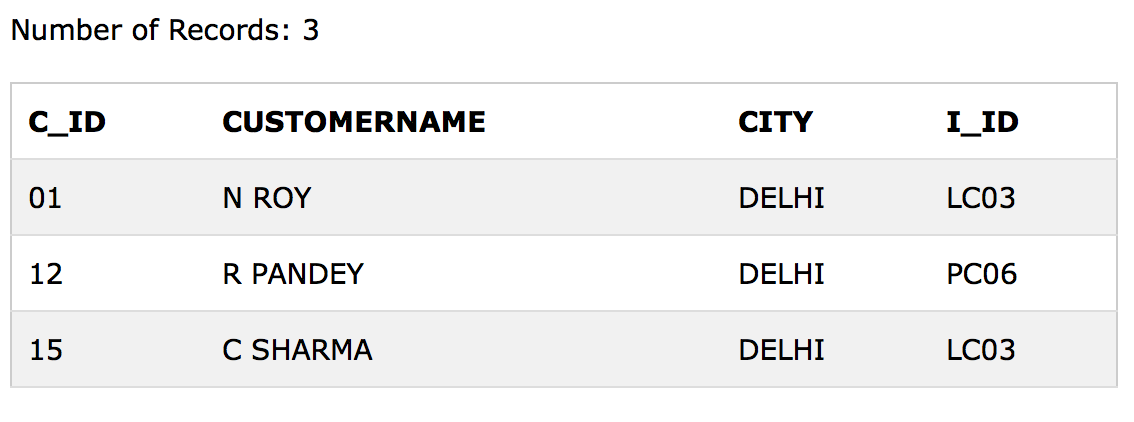 Number of Records: 3
C_ID CUSTOMERNAME CITY I_ID
01 N ROY DELHI LC03
12 R PANDEY DELHI PC06
15 C SHARMA DELHI LC03